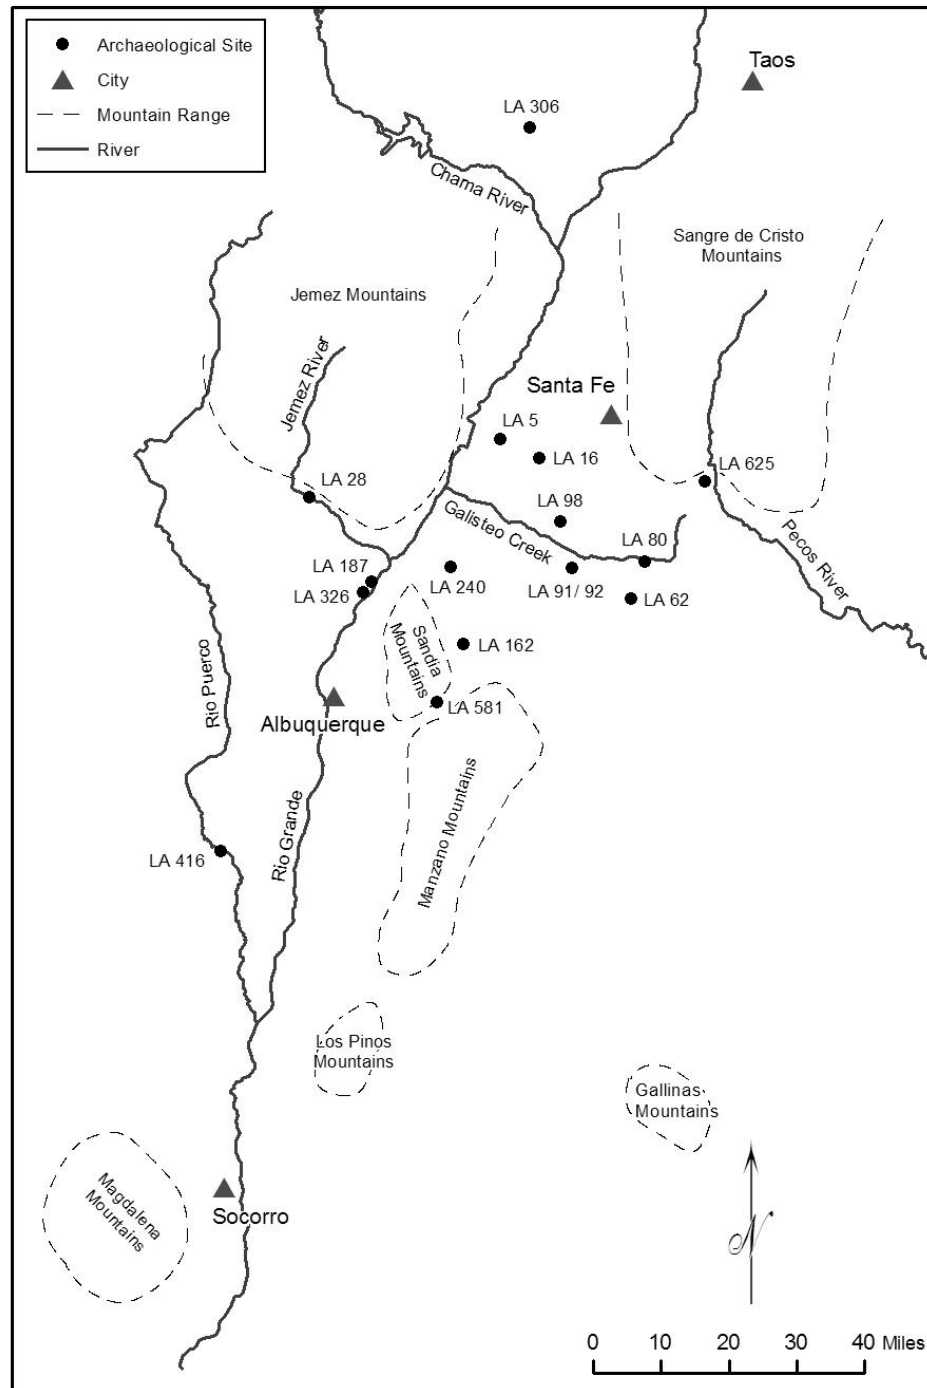 Archaeological Site
City
Mountain Range
River
Taos
LA 306
Chama River
Sangre de Cristo
Mountains
Jemez Mountains
Jemez River
Santa Fe
LA 5
LA 16
LA 625
LA 28
LA 98
Galisteo Creek
LA 80
Pecos River
LA 187
LA 326
LA 240
LA 91/ 92
LA 62
Sandia
Mountains
LA 162
LA 581
Rio Puerco
Albuquerque
Manzano Mountains
Rio Grande
LA 416
Los Pinos
Mountains
Gallinas
Mountains
Magdalena
Mountains
Socorro
N
0 10 20 30 40 Miles